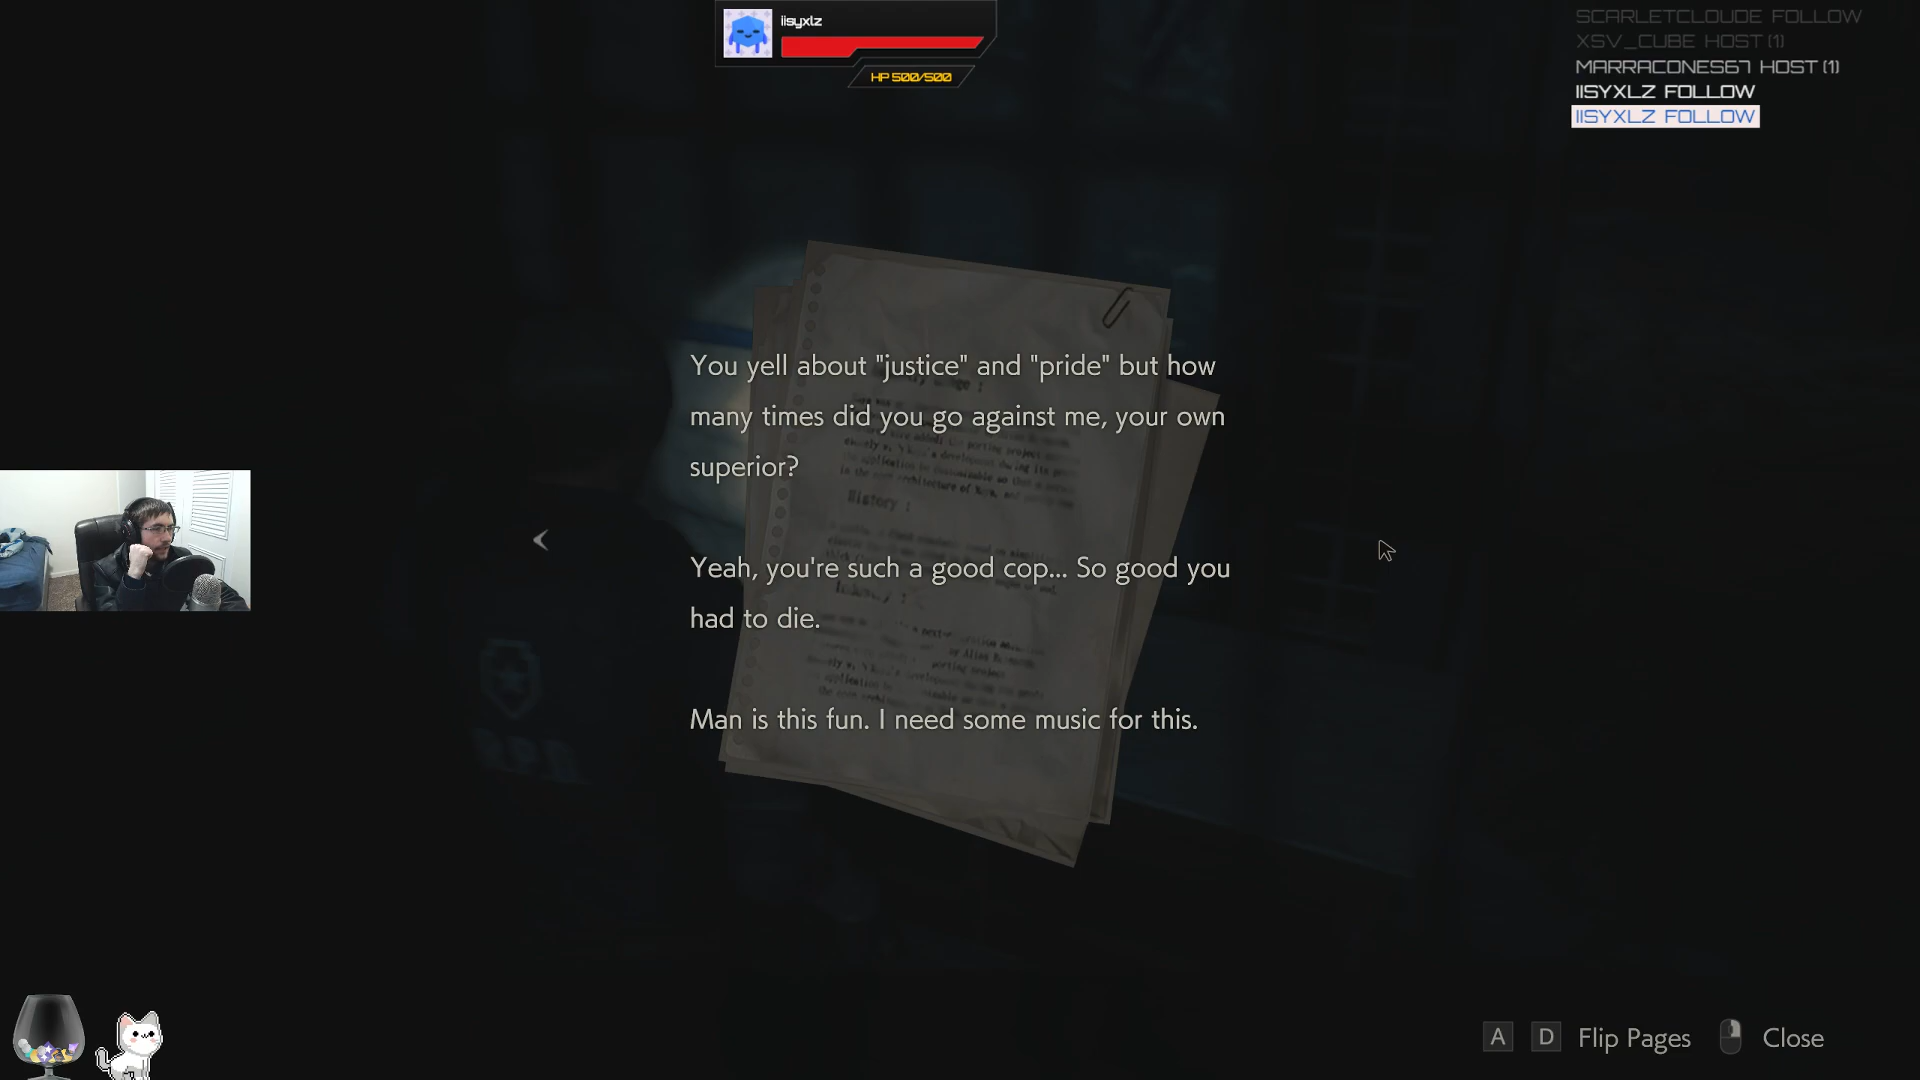 iisyxlz
HP 500/500
SCARLETCLOUDE FOLLOW
XSV_CUBE HOST (1)
MARRACONES67 HOST (1)
IISYXLZ FOLLOW
IISYXLZ FOLLOW
You yell about "justice" and "pride" but how
many times did you go against me, your own
superior?
Yeah, you're such a good cop... So good you
had to die.
Man is this fun. I need some music for this.
History :
A D Flip Pages Close